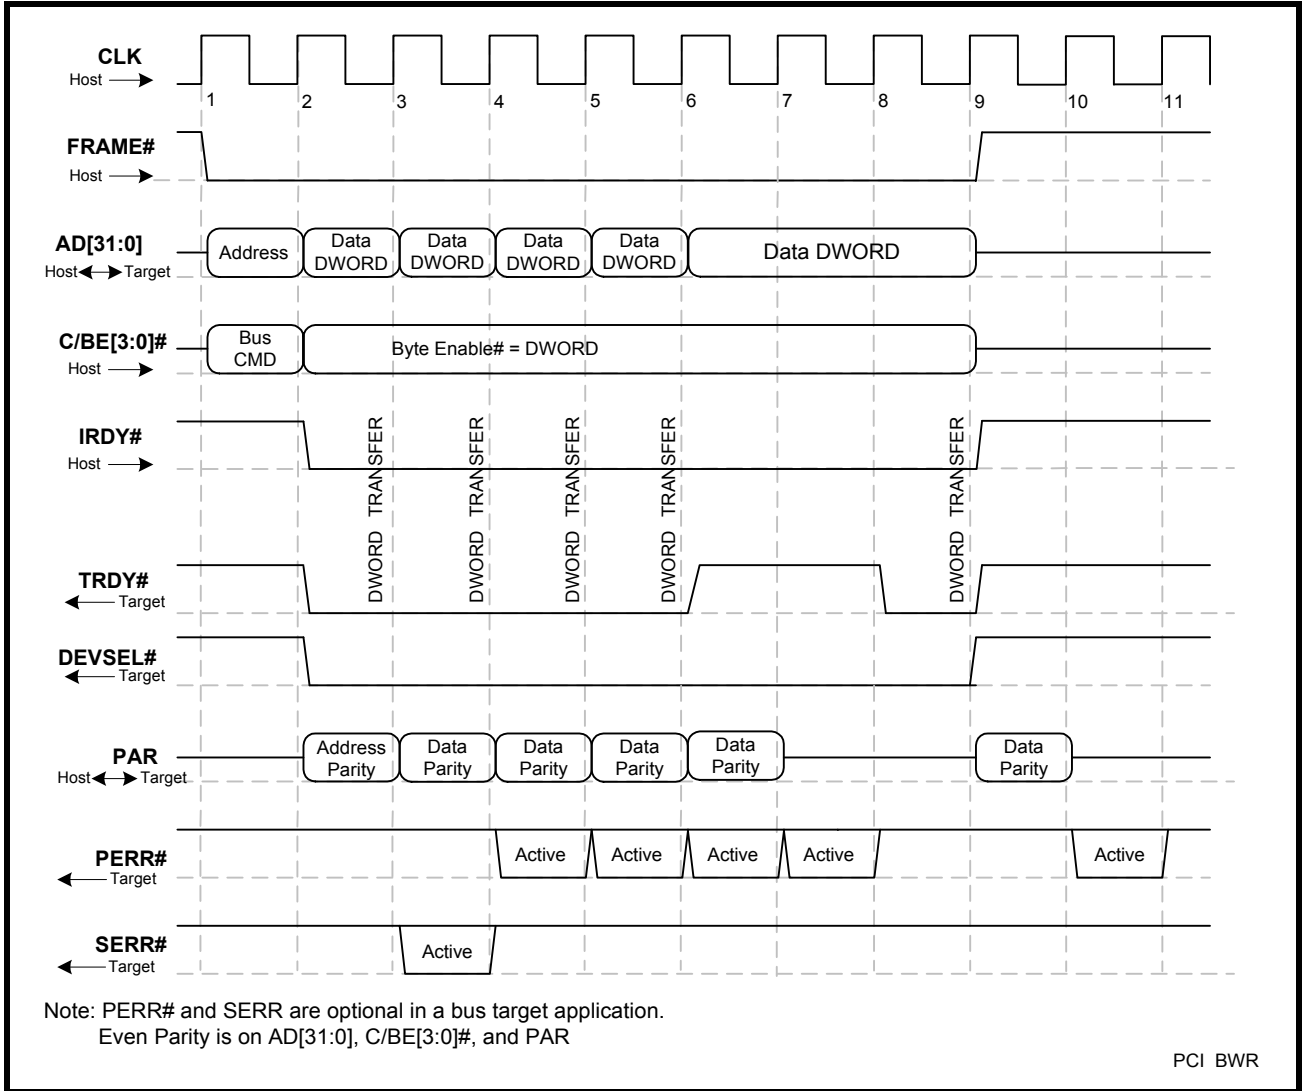 CLK
Host
1 2 3 4 5 6 7 8 9 10 11
FRAME#
Host
AD[31:0]
Host Target
Address
Data
DWORD
Data
DWORD
Data
DWORD
Data
DWORD
Data DWORD
C/BE[3:0]#
Host
Bus
CMD
Byte Enable# = DWORD
IRDY#
Host
DWORD TRANSFER
DWORD TRANSFER
DWORD TRANSFER
DWORD TRANSFER
DWORD TRANSFER
TRDY#
Target
DEVSEL#
Target
PAR
Host Target
Address
Parity
Data
Parity
Data
Parity
Data
Parity
Data
Parity
Data
Parity
PERR#
Target
Active Active Active Active Active
SERR#
Target
Active
Note: PERR# and SERR are optional in a bus target application.
Even Parity is on AD[31:0], C/BE[3:0]#, and PAR
PCI BWR